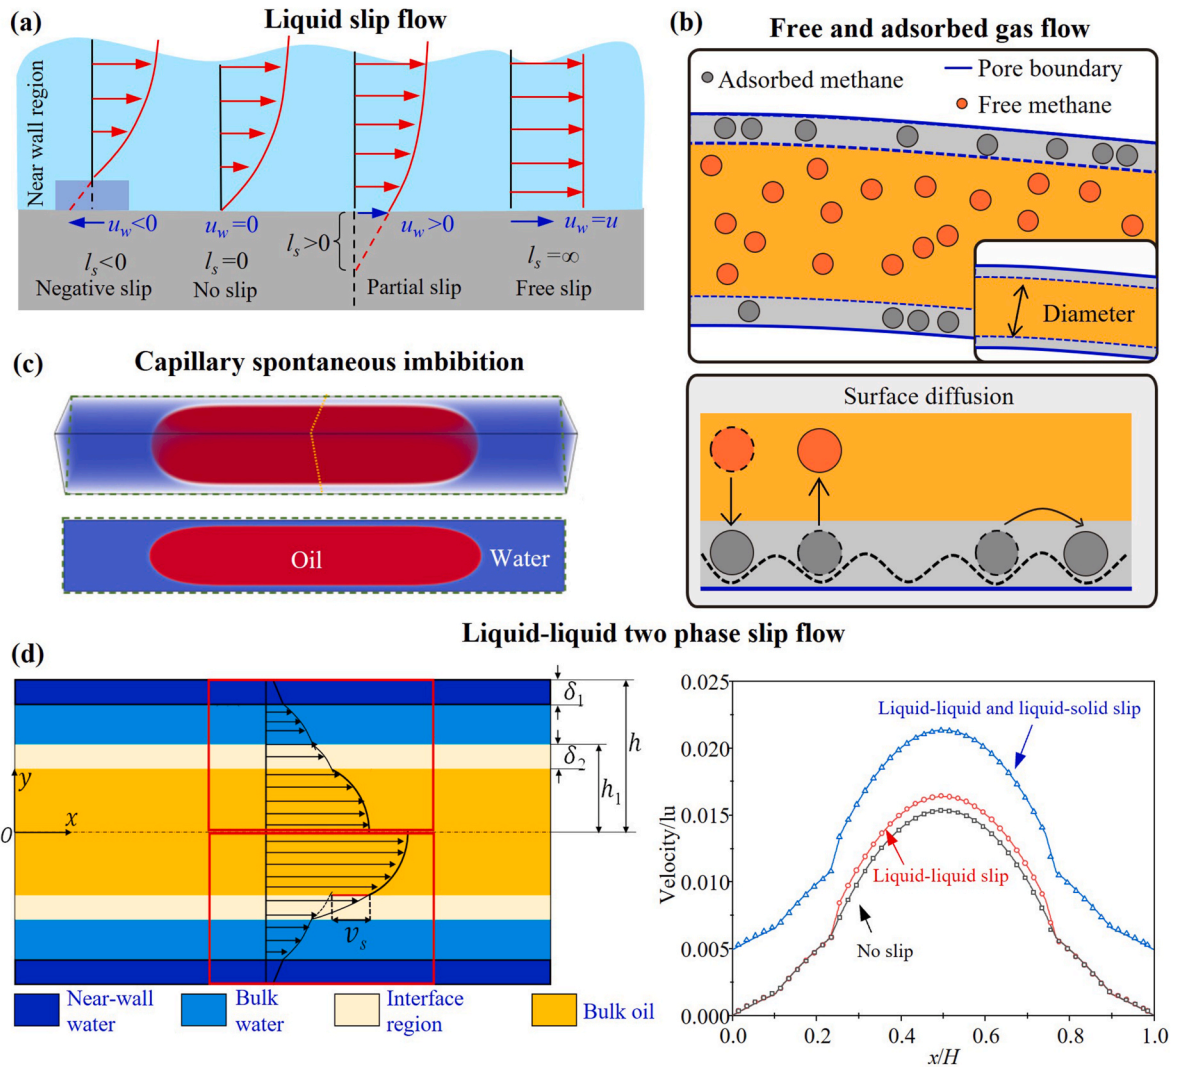 (a)
Liquid slip flow
Near wall region
u_w<0
u_w=0
u_w>0
u_w=u
l_s<0
l_s=0
l_s>0
l_s=∞
Negative slip
No slip
Partial slip
Free slip
(b)
Free and adsorbed gas flow
Adsorbed methane
Pore boundary
Free methane
Diameter
Surface diffusion
(c)
Capillary spontaneous imbibition
Oil
Water
Liquid-liquid two phase slip flow
(d)
δ₁
h
δ₂
h₁
y
O
x
v_s
Near-wall
water
Bulk
water
Interface
region
Bulk oil
Velocity/lu
0.025
0.020
0.015
0.010
0.005
0.000
Liquid-liquid and liquid-solid slip
Liquid-liquid slip
No slip
0.0
0.2
0.4
0.6
0.8
1.0
x/H